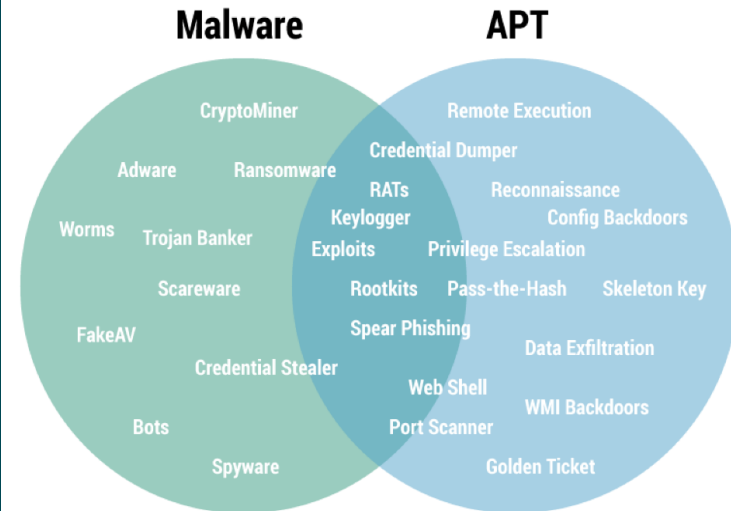 Malware
APT
CryptoMiner
Remote Execution
Credential Dumper
Adware
Ransomware
RATs
Reconnaissance
Keylogger
Config Backdoors
Worms
Trojan Banker
Exploits
Privilege Escalation
Scareware
Rootkits
Pass-the-Hash
Skeleton Key
Spear Phishing
FakeAV
Data Exfiltration
Credential Stealer
Web Shell
WMI Backdoors
Bots
Port Scanner
Spyware
Golden Ticket